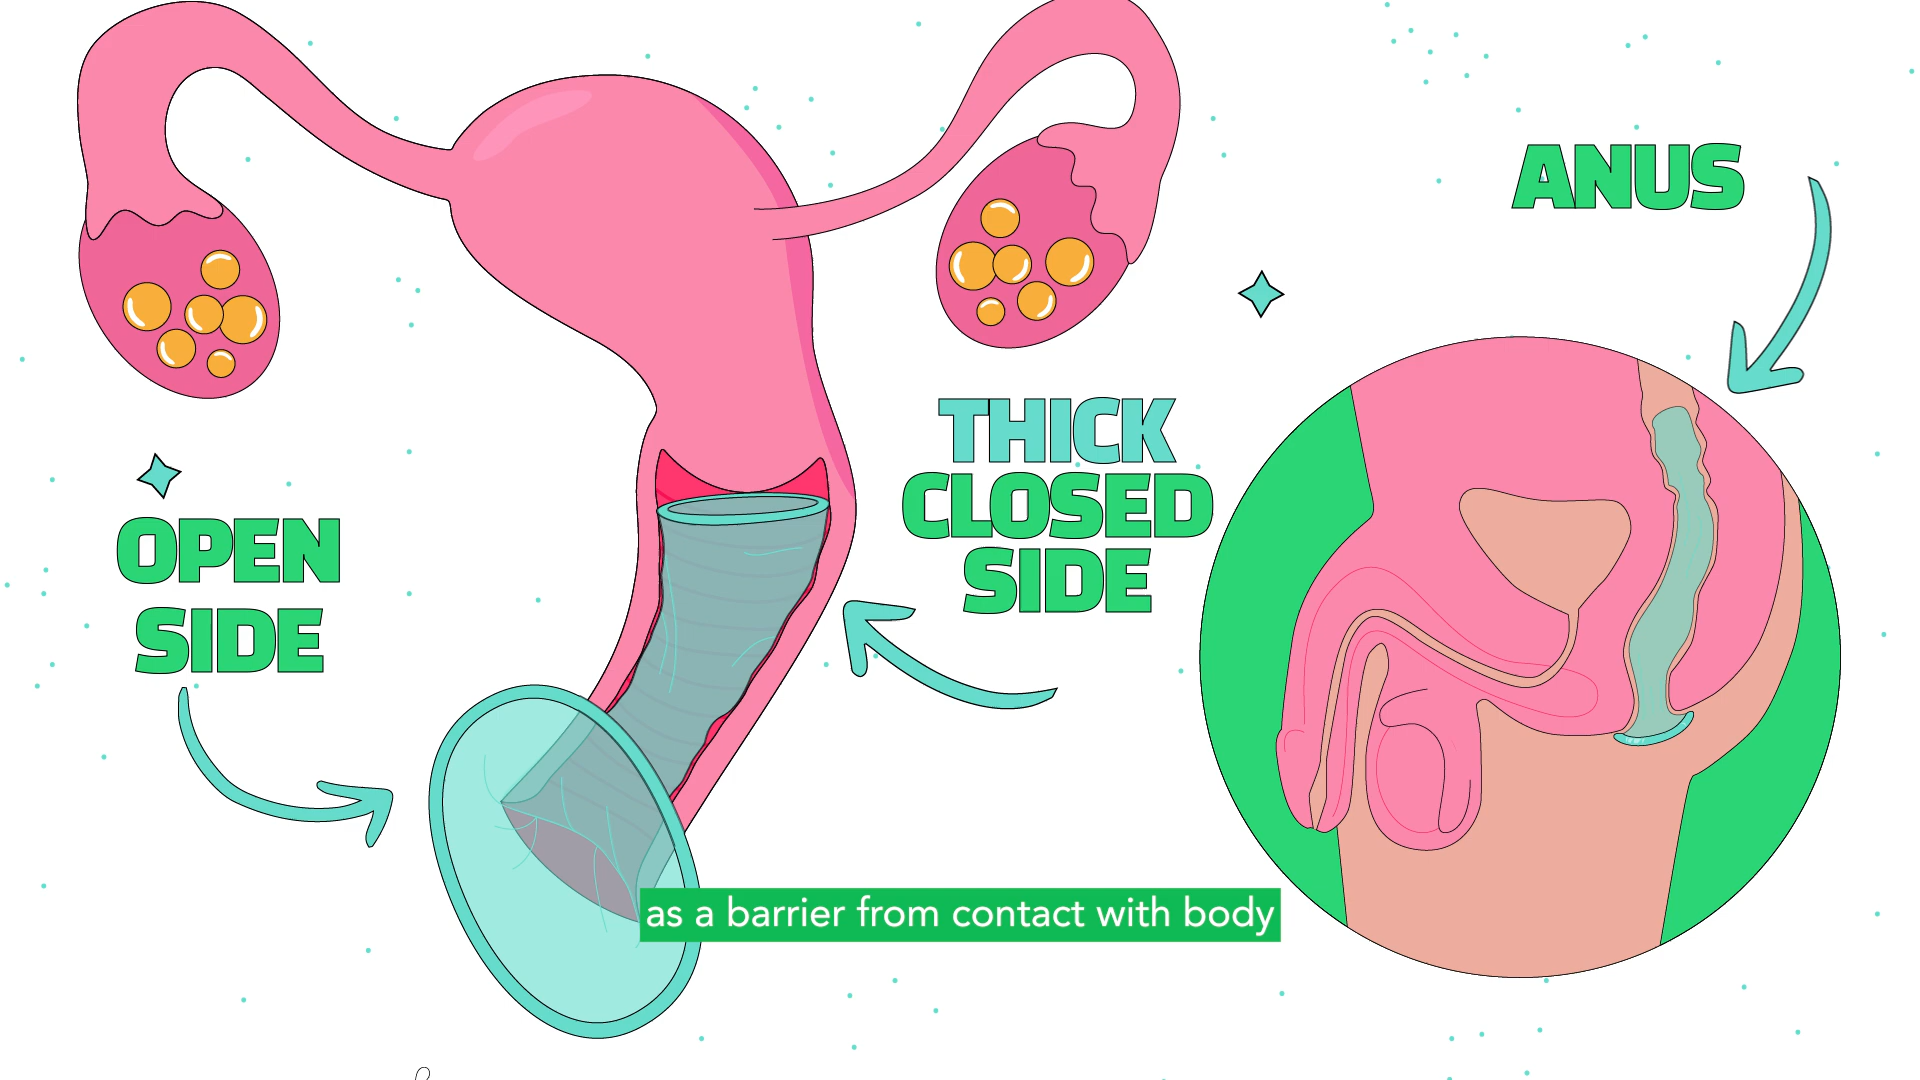 ANUS
THICK
CLOSED
SIDE
OPEN
SIDE
as a barrier from contact with body